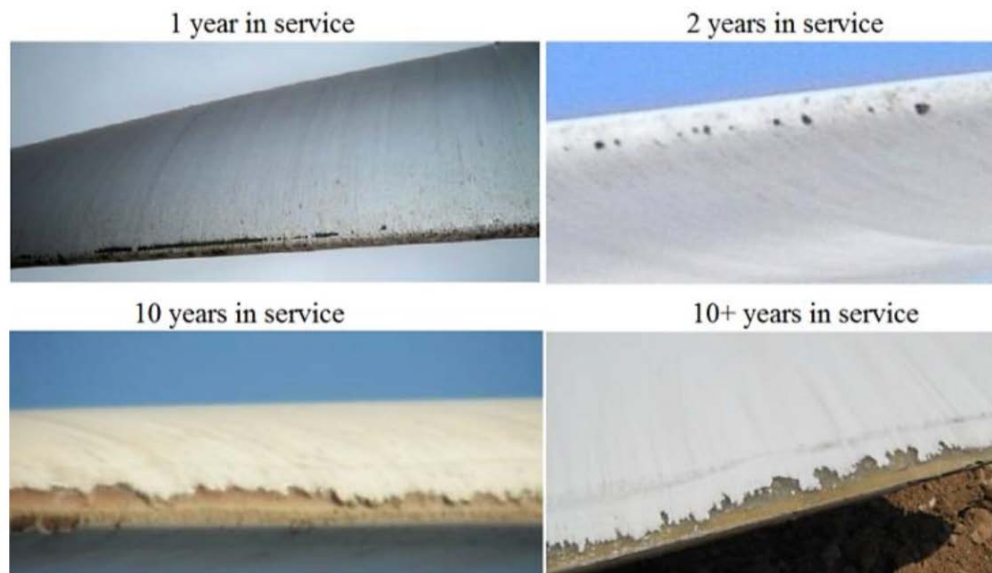 1 year in service
2 years in service
10 years in service
10+ years in service